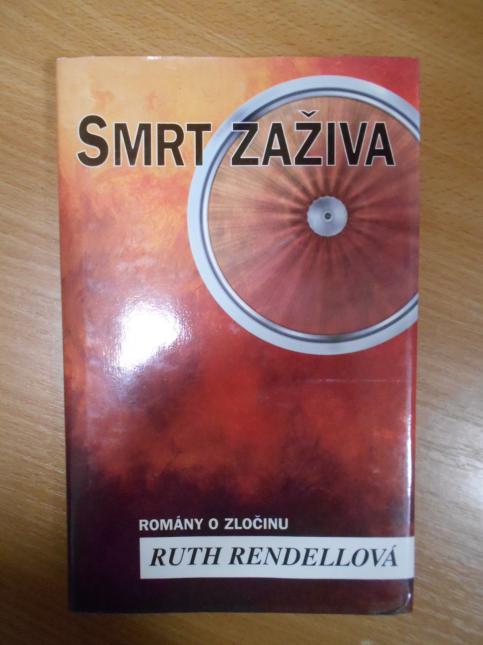 SMRT ZAŽIVA
ROMÁNY O ZLOČINU
RUTH RENDELLOVÁ